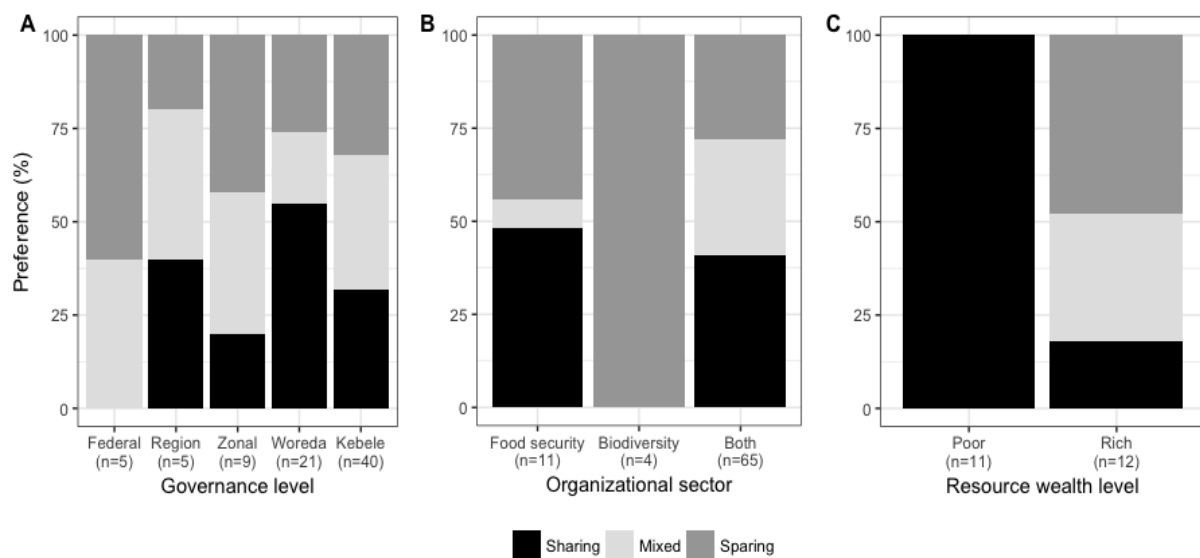 A
B
C
Preference (%)
100
75
50
25
0
Federal (n=5)
Region (n=5)
Zonal (n=9)
Woreda (n=21)
Kebele (n=40)
Governance level
100
75
50
25
0
Food security (n=11)
Biodiversity (n=4)
Both (n=65)
Organizational sector
100
75
50
25
0
Poor (n=11)
Rich (n=12)
Resource wealth level
Sharing Mixed Sparing